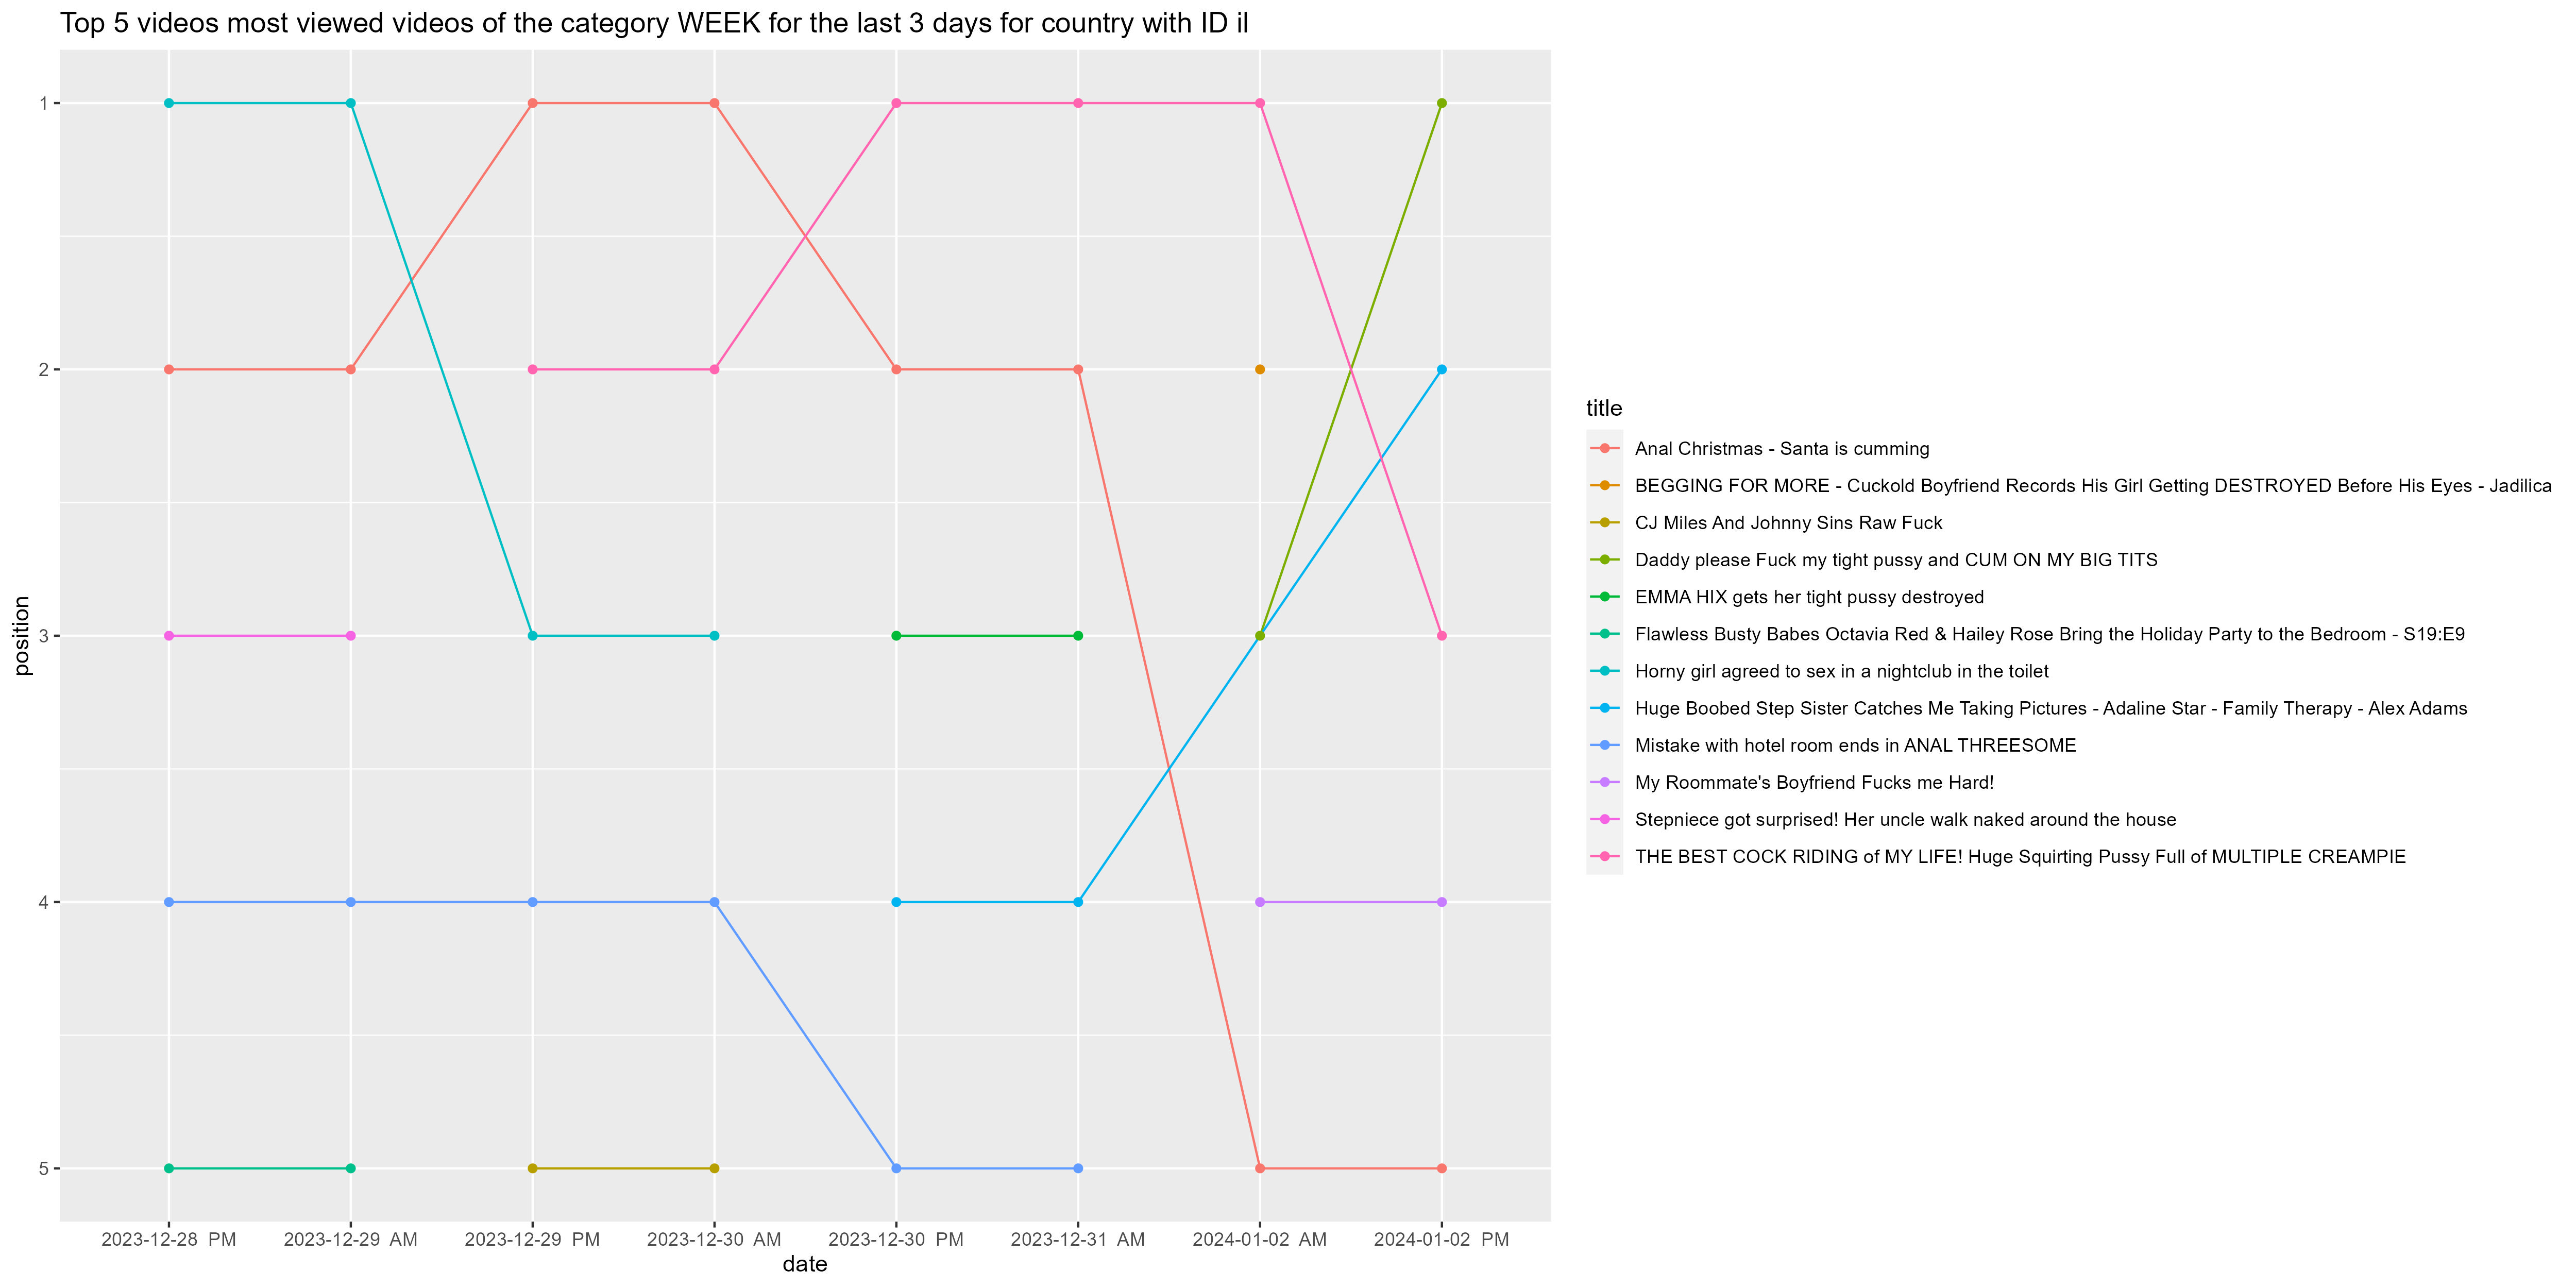 Top 5 videos most viewed videos of the category WEEK for the last 3 days for country with ID il
position
1
2
3
4
5
2023-12-28 PM
2023-12-29 AM
2023-12-29 PM
2023-12-30 AM
2023-12-30 PM
2023-12-31 AM
2024-01-02 AM
2024-01-02 PM
date
title
Anal Christmas - Santa is cumming
BEGGING FOR MORE - Cuckold Boyfriend Records His Girl Getting DESTROYED Before His Eyes - Jadilica
CJ Miles And Johnny Sins Raw Fuck
Daddy please Fuck my tight pussy and CUM ON MY BIG TITS
EMMA HIX gets her tight pussy destroyed
Flawless Busty Babes Octavia Red & Hailey Rose Bring the Holiday Party to the Bedroom - S19:E9
Horny girl agreed to sex in a nightclub in the toilet
Huge Boobed Step Sister Catches Me Taking Pictures - Adaline Star - Family Therapy - Alex Adams
Mistake with hotel room ends in ANAL THREESOME
My Roommate's Boyfriend Fucks me Hard!
Stepniece got surprised! Her uncle walk naked around the house
THE BEST COCK RIDING of MY LIFE! Huge Squirting Pussy Full of MULTIPLE CREAMPIE